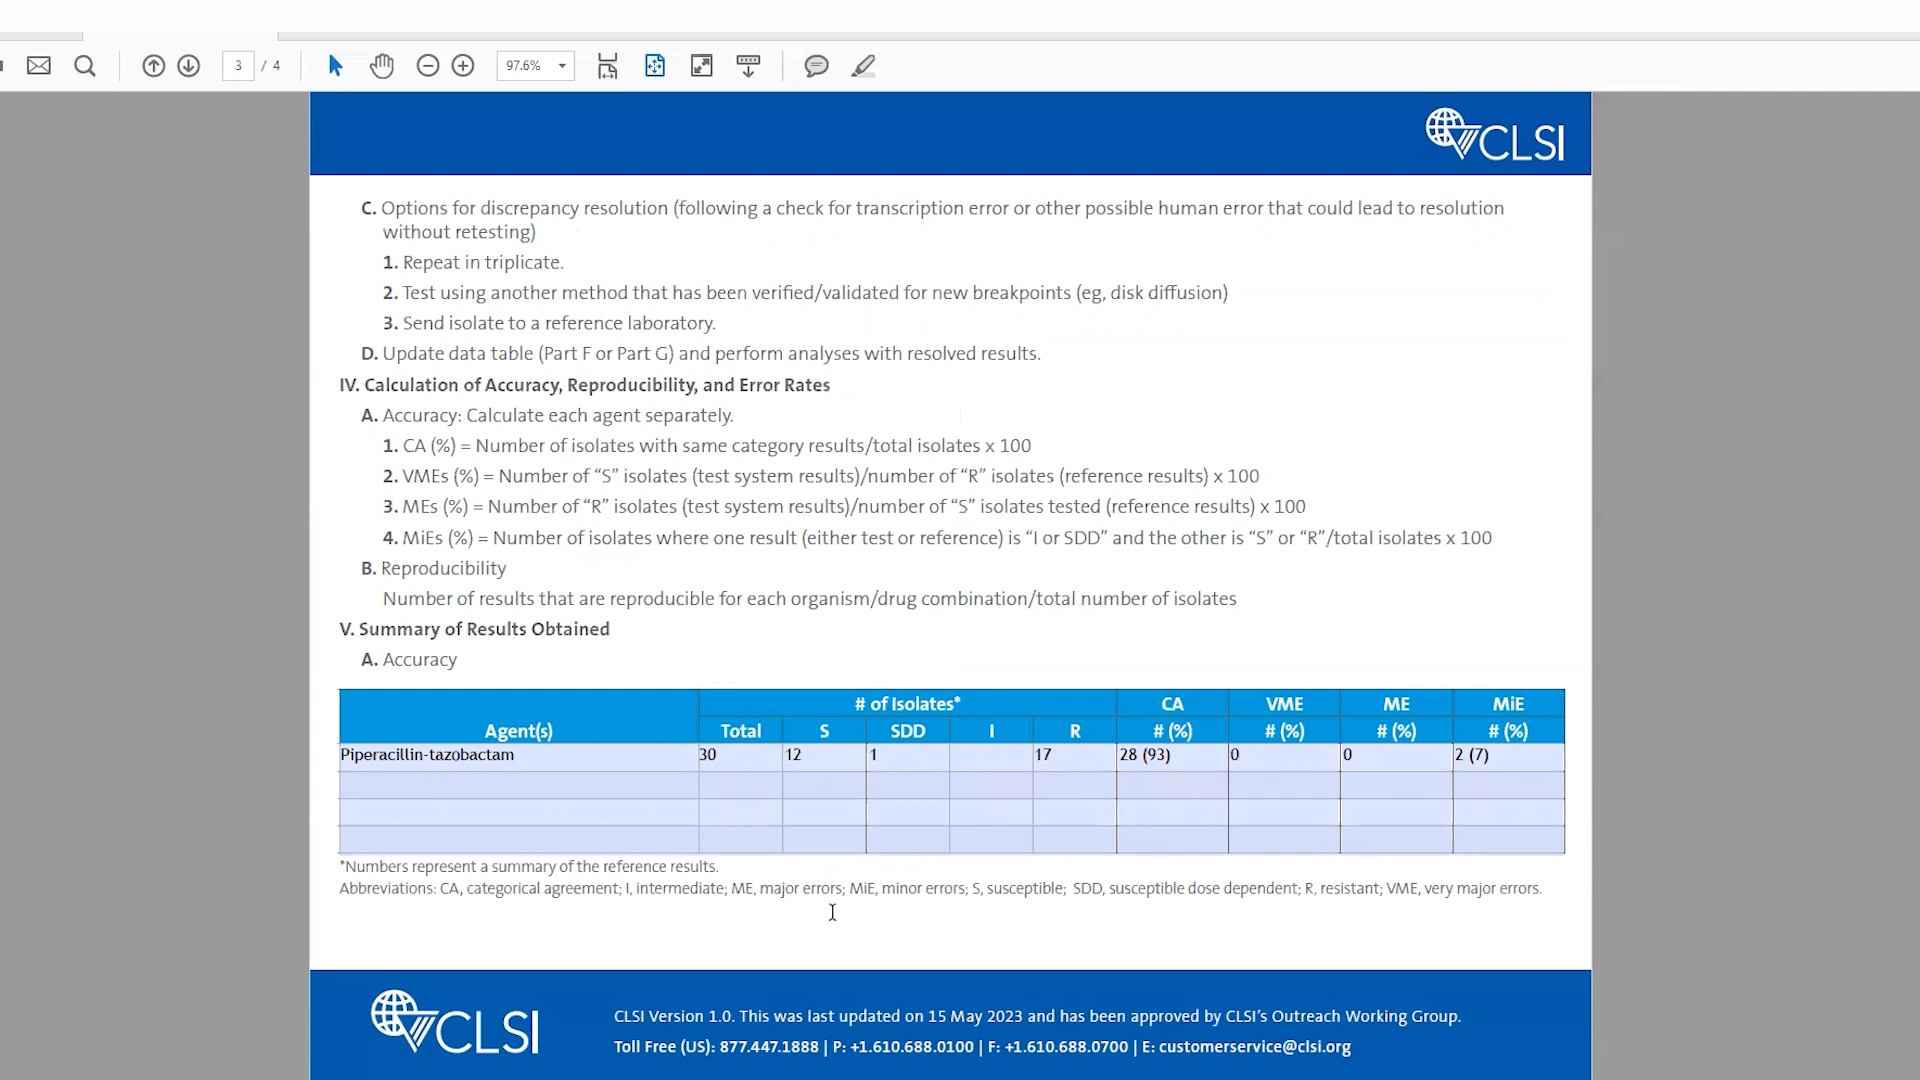 3 / 4
97.6%
CLSI
C. Options for discrepancy resolution (following a check for transcription error or other possible human error that could lead to resolution
without retesting)
1. Repeat in triplicate.
2. Test using another method that has been verified/validated for new breakpoints (eg, disk diffusion)
3. Send isolate to a reference laboratory.
D. Update data table (Part F or Part G) and perform analyses with resolved results.
IV. Calculation of Accuracy, Reproducibility, and Error Rates
A. Accuracy: Calculate each agent separately.
1. CA (%) = Number of isolates with same category results/total isolates x 100
2. VMEs (%) = Number of “S” isolates (test system results)/number of “R” isolates (reference results) x 100
3. MEs (%) = Number of “R” isolates (test system results)/number of “S” isolates tested (reference results) x 100
4. MiEs (%) = Number of isolates where one result (either test or reference) is “I or SDD” and the other is “S” or “R”/total isolates x 100
B. Reproducibility
Number of results that are reproducible for each organism/drug combination/total number of isolates
V. Summary of Results Obtained
A. Accuracy
# of Isolates* CA VME ME MiE
Agent(s) Total S SDD I R # (%) # (%) # (%) # (%)
Piperacillin-tazobactam 30 12 1 17 28 (93) 0 0 2 (7)
*Numbers represent a summary of the reference results.
Abbreviations: CA, categorical agreement; I, intermediate; ME, major errors; MiE, minor errors; S, susceptible; SDD, susceptible dose dependent; R, resistant; VME, very major errors.
CLSI
CLSI Version 1.0. This was last updated on 15 May 2023 and has been approved by CLSI’s Outreach Working Group.
Toll Free (US): 877.447.1888 | P: +1.610.688.0100 | F: +1.610.688.0700 | E: customerservice@clsi.org